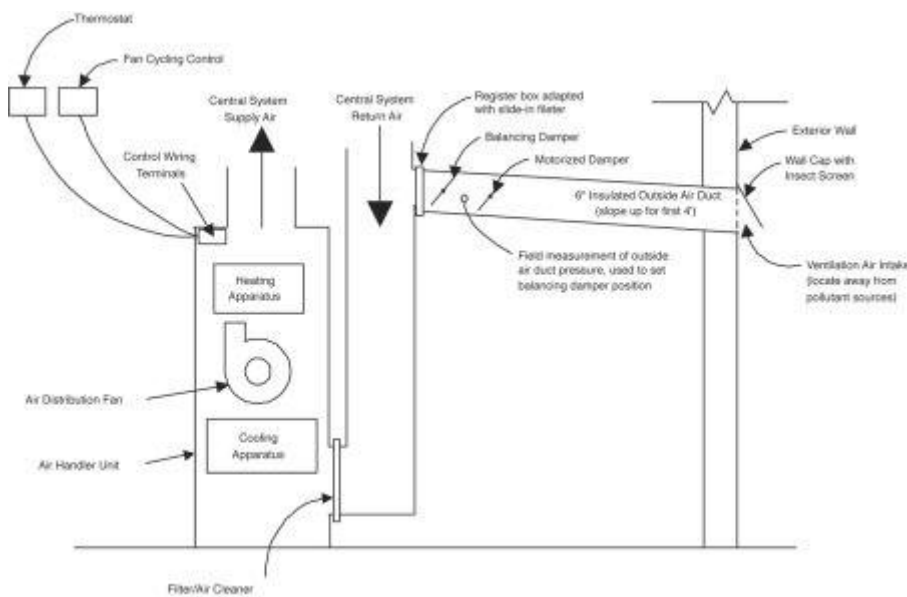 Thermostat
Fan Cycling Control
Central System
Supply Air
Central System
Return Air
Register box adapted
with slide-in fileter
Balancing Damper
Exterior Wall
Control Wiring
Terminals
Motorized Damper
Wall Cap with
Insect Screen
6" Insulated Outside Air Duct
(slope up for first 4')
Field measurement of outside
air duct pressure, used to set
balancing damper position
Ventilation Air Intake
(locate away from
pollutant sources)
Heating
Apparatus
Air Distribution Fan
Cooling
Apparatus
Air Handler Unit
Filter/Air Cleaner